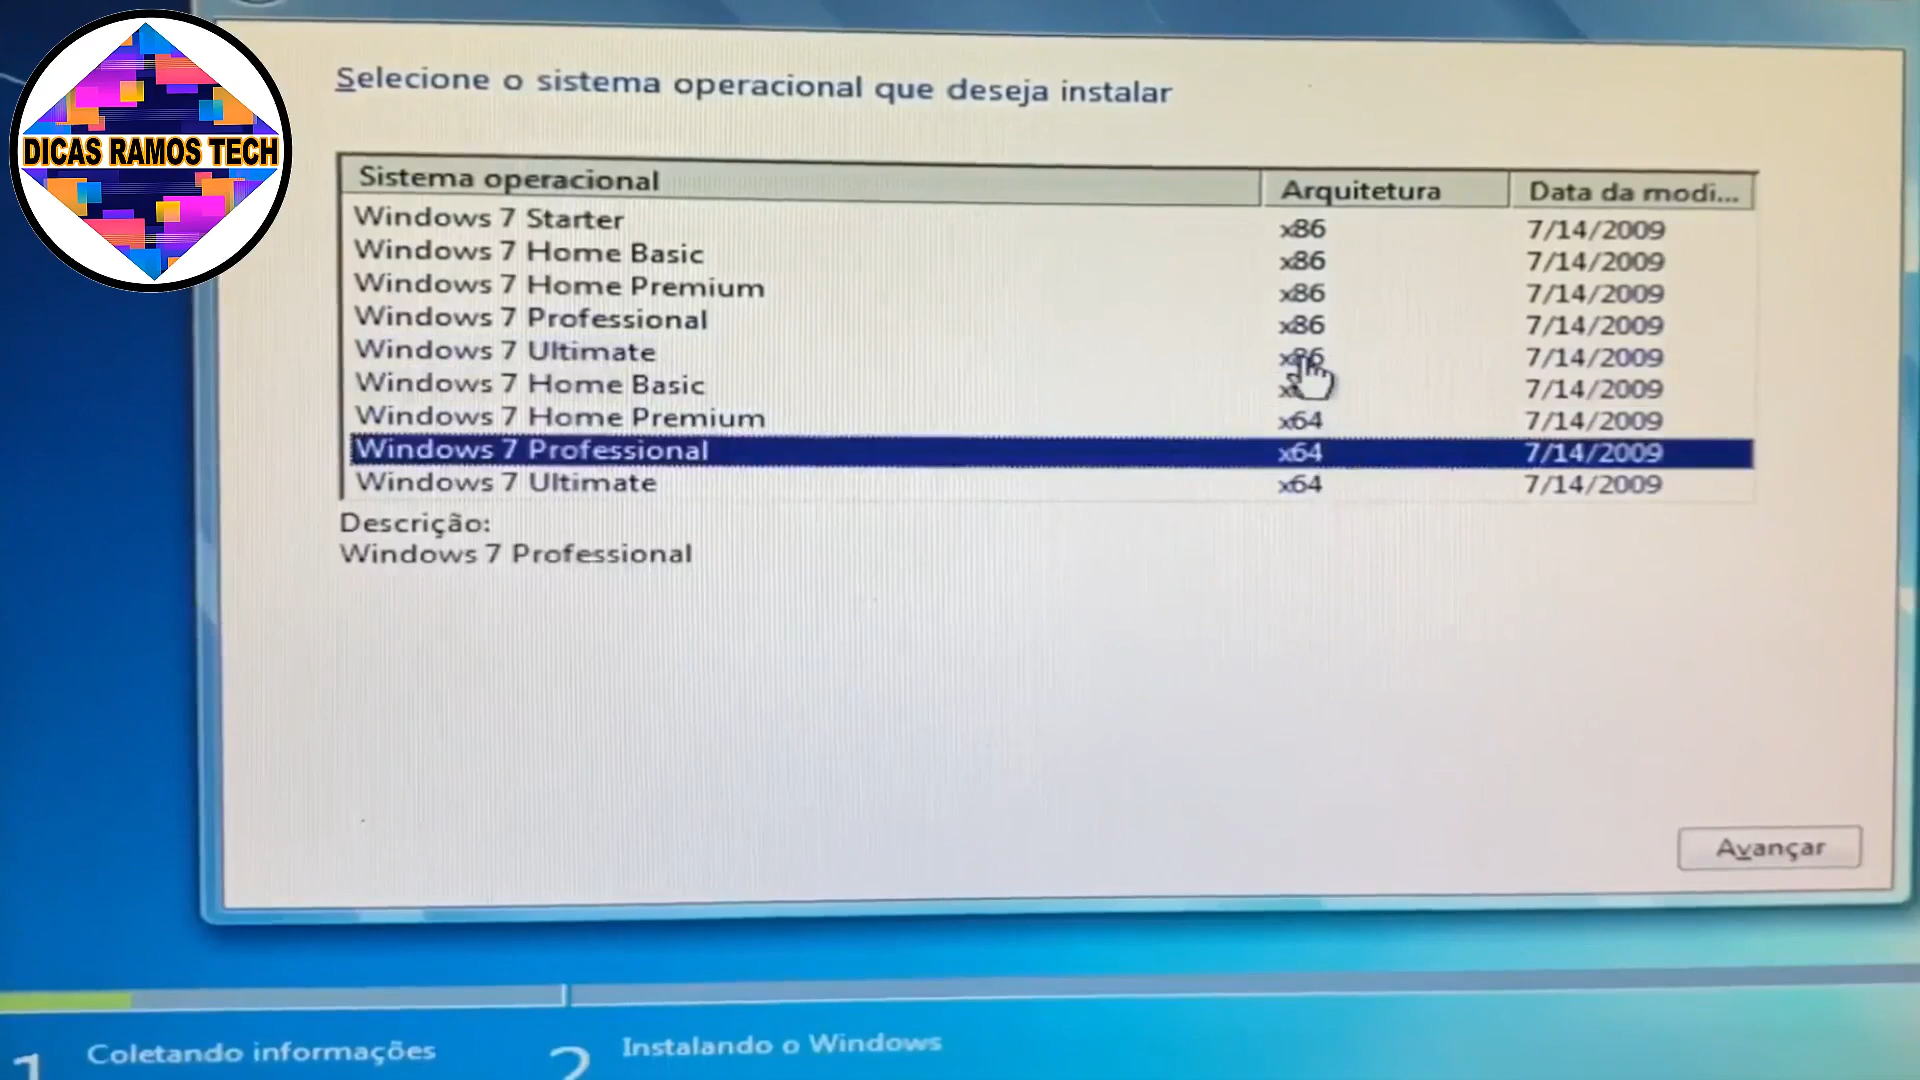 DICAS RAMOS TECH
Selecione o sistema operacional que deseja instalar
Sistema operacional Arquitetura Data da modi...
Windows 7 Starter x86 7/14/2009
Windows 7 Home Basic x86 7/14/2009
Windows 7 Home Premium x86 7/14/2009
Windows 7 Professional x86 7/14/2009
Windows 7 Ultimate x86 7/14/2009
Windows 7 Home Basic 7/14/2009
Windows 7 Home Premium x64 7/14/2009
Windows 7 Professional x64 7/14/2009
Windows 7 Ultimate x64 7/14/2009
Descrição:
Windows 7 Professional
Avançar
1 Coletando informações 2 Instalando o Windows